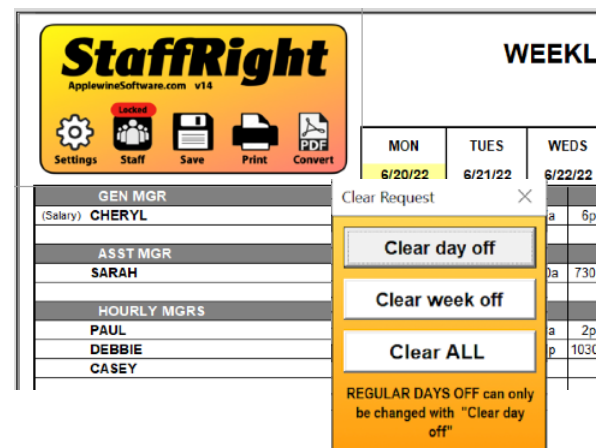 StaffRight
WEEKL
ApplewineSoftware.com v14
Locked
Settings Staff Save Print Convert
PDF
MON TUES WEDS
6/20/22 6/21/22 6/22/22
GEN MGR
Clear Request
(Salary) CHERYL
a 6p
Clear day off
ASST MGR
SARAH
0a 730
Clear week off
HOURLY MGRS
PAUL
a 2p
DEBBIE
p 1030
Clear ALL
CASEY
REGULAR DAYS OFF can only
be changed with "Clear day
off"